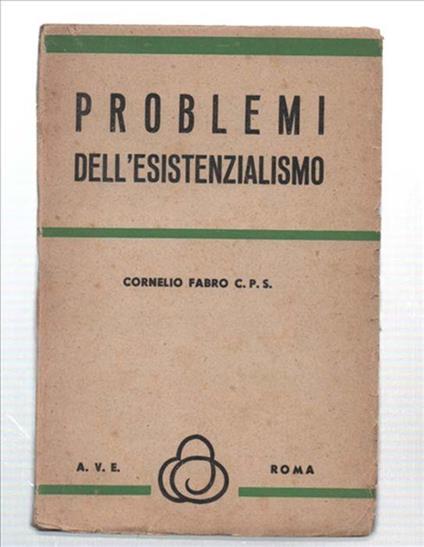 PROBLEMI
DELL'ESISTENZIALISMO
CORNELIO FABRO C. P. S.
A. V. E. ROMA